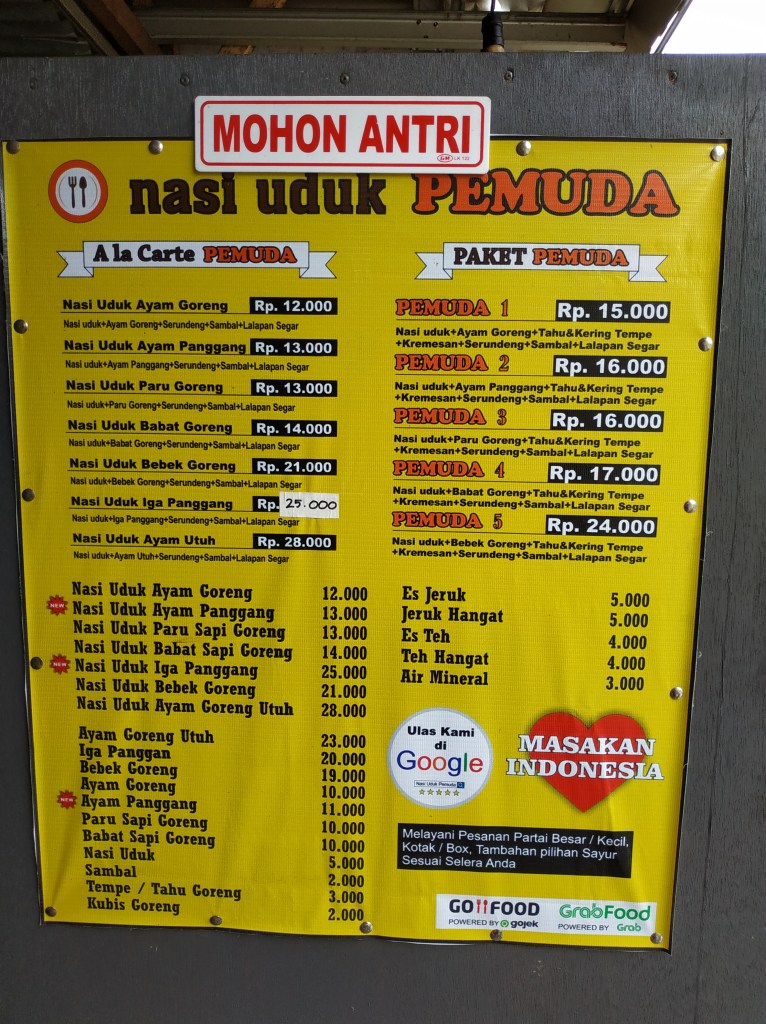 MOHON ANTRI
GM LK 122
nasi uduk PEMUDA
A la Carte PEMUDA
Nasi Uduk Ayam Goreng Rp. 12.000
Nasi uduk+Ayam Goreng+Serundeng+Sambal+Lalapan Segar
Nasi Uduk Ayam Panggang Rp. 13.000
Nasi uduk+Ayam Panggang+Serundeng+Sambal+Lalapan Segar
Nasi Uduk Paru Goreng Rp. 13.000
Nasi uduk+Paru Goreng+Serundeng+Sambal+Lalapan Segar
Nasi Uduk Babat Goreng Rp. 14.000
Nasi uduk+Babat Goreng+Serundeng+Sambal+Lalapan Segar
Nasi Uduk Bebek Goreng Rp. 21.000
Nasi uduk+Bebek Goreng+Serundeng+Sambal+Lalapan Segar
Nasi Uduk Iga Panggang Rp. 25.000
Nasi uduk+Iga Panggang+Serundeng+Sambal+Lalapan Segar
Nasi Uduk Ayam Utuh Rp. 28.000
Nasi uduk+Ayam Utuh+Serundeng+Sambal+Lalapan Segar
PAKET PEMUDA
PEMUDA 1 Rp. 15.000
Nasi uduk+Ayam Goreng+Tahu&Kering Tempe
+Kremesan+Serundeng+Sambal+Lalapan Segar
PEMUDA 2 Rp. 16.000
Nasi uduk+Ayam Panggang+Tahu&Kering Tempe
+Kremesan+Serundeng+Sambal+Lalapan Segar
PEMUDA 3 Rp. 16.000
Nasi uduk+Paru Goreng+Tahu&Kering Tempe
+Kremesan+Serundeng+Sambal+Lalapan Segar
PEMUDA 4 Rp. 17.000
Nasi uduk+Babat Goreng+Tahu&Kering Tempe
+Kremesan+Serundeng+Sambal+Lalapan Segar
PEMUDA 5 Rp. 24.000
Nasi uduk+Bebek Goreng+Tahu&Kering Tempe
+Kremesan+Serundeng+Sambal+Lalapan Segar
Nasi Uduk Ayam Goreng 12.000
NEW Nasi Uduk Ayam Panggang 13.000
Nasi Uduk Paru Sapi Goreng 13.000
Nasi Uduk Babat Sapi Goreng 14.000
NEW Nasi Uduk Iga Panggang 25.000
Nasi Uduk Bebek Goreng 21.000
Nasi Uduk Ayam Goreng Utuh 28.000
Ayam Goreng Utuh 23.000
Iga Panggan 20.000
Bebek Goreng 19.000
Ayam Goreng 10.000
NEW Ayam Panggang 11.000
Paru Sapi Goreng 10.000
Babat Sapi Goreng 10.000
Nasi Uduk 5.000
Sambal 2.000
Tempe / Tahu Goreng 3.000
Kubis Goreng 2.000
Es Jeruk 5.000
Jeruk Hangat 5.000
Es Teh 4.000
Teh Hangat 4.000
Air Mineral 3.000
Ulas Kami
di
Google
Nasi Uduk Pemuda
MASAKAN
INDONESIA
Melayani Pesanan Partai Besar / Kecil,
Kotak / Box, Tambahan pilihan Sayur
Sesuai Selera Anda
GO FOOD
POWERED BY gojek
GrabFood
POWERED BY Grab